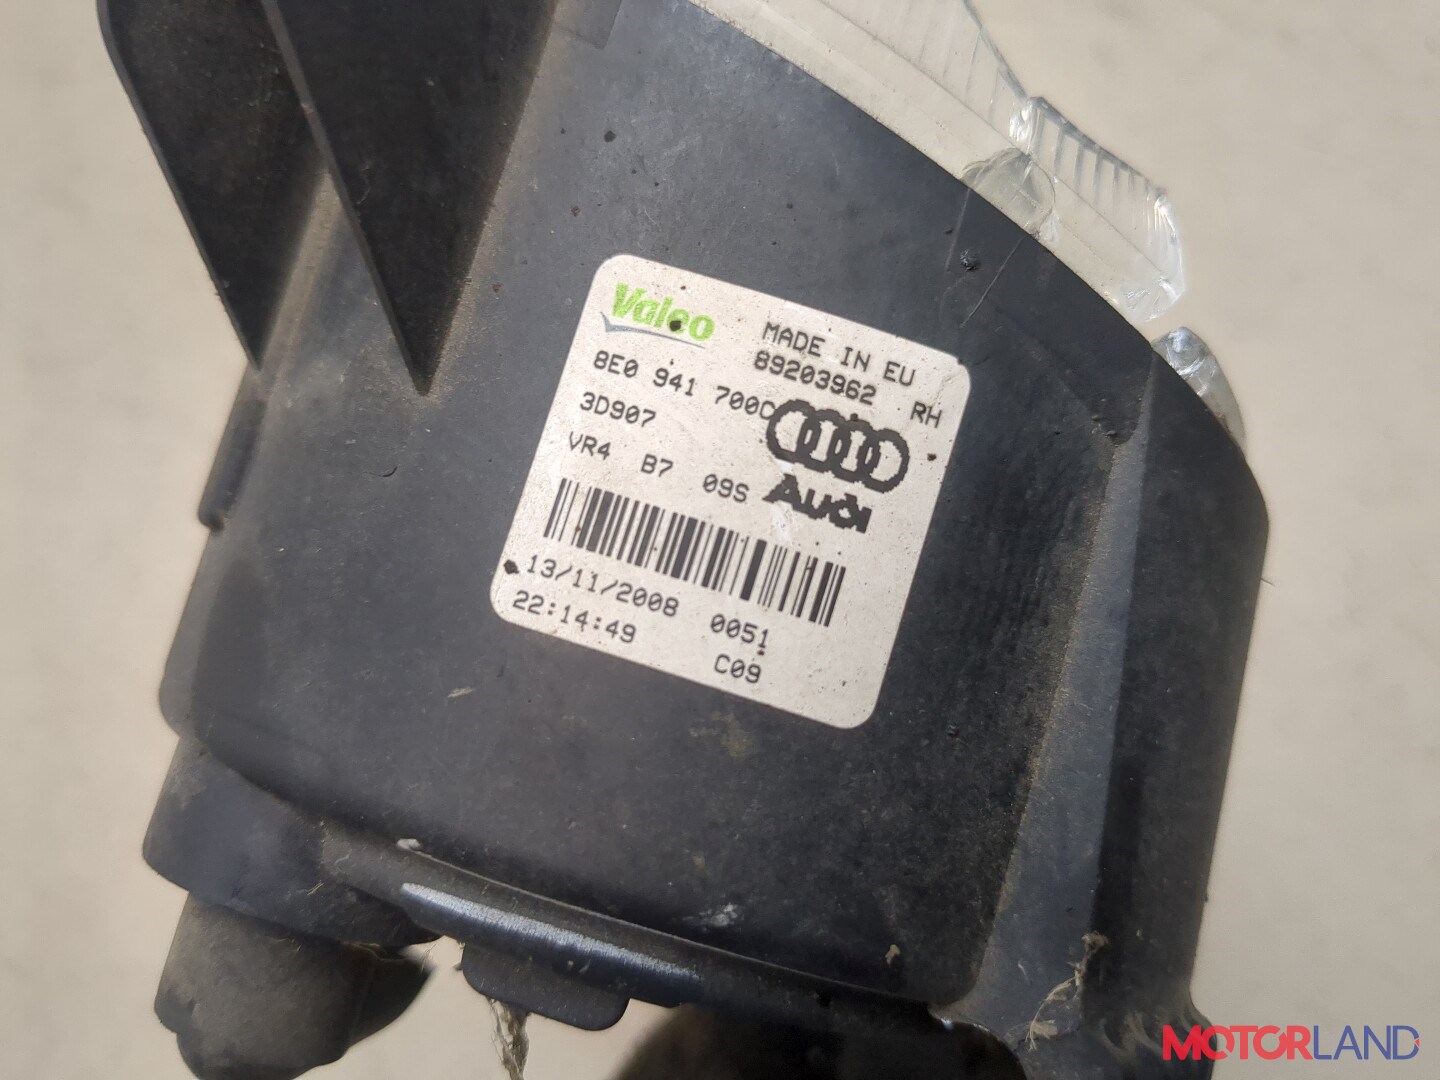 Valeo
MADE IN EU
89203962 RH
8E0 941 700C
3D907
VR4 B7 09S
Audi
13/11/2008 0051
22:14:49 C09
MOTORLAND